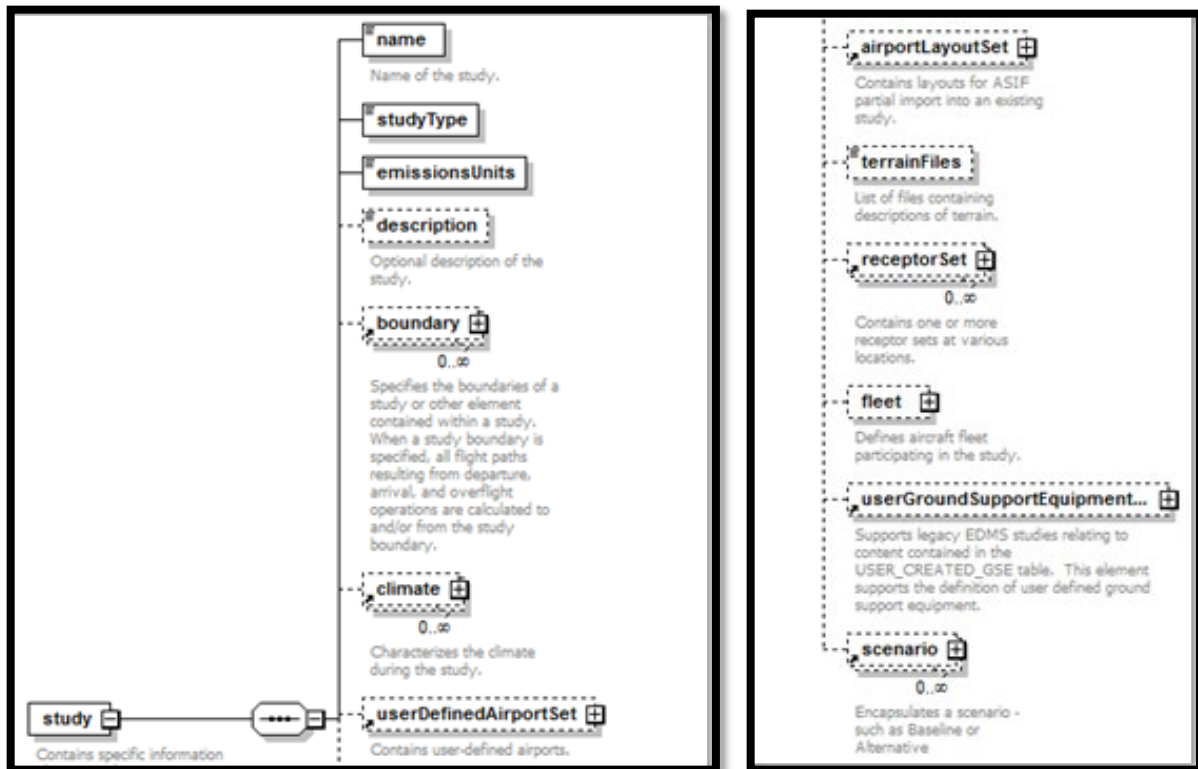 name
Name of the study.
studyType
emissionsUnits
description
Optional description of the
study.
boundary
0..∞
Specifies the boundaries of a
study or other element
contained within a study.
When a study boundary is
specified, all flight paths
resulting from departure,
arrival, and overflight
operations are calculated to
and/or from the study
boundary.
climate
0..∞
Characterizes the climate
during the study.
study
Contains specific information
userDefinedAirportSet
Contains user-defined airports.
airportLayoutSet
Contains layouts for ASIF
partial import into an existing
study.
terrainFiles
List of files containing
descriptions of terrain.
receptorSet
0..∞
Contains one or more
receptor sets at various
locations.
fleet
Defines aircraft fleet
participating in the study.
userGroundSupportEquipment...
Supports legacy EDMS studies relating to
content contained in the
USER_CREATED_GSE table.  This element
supports the definition of user defined ground
support equipment.
scenario
0..∞
Encapsulates a scenario -
such as Baseline or
Alternative